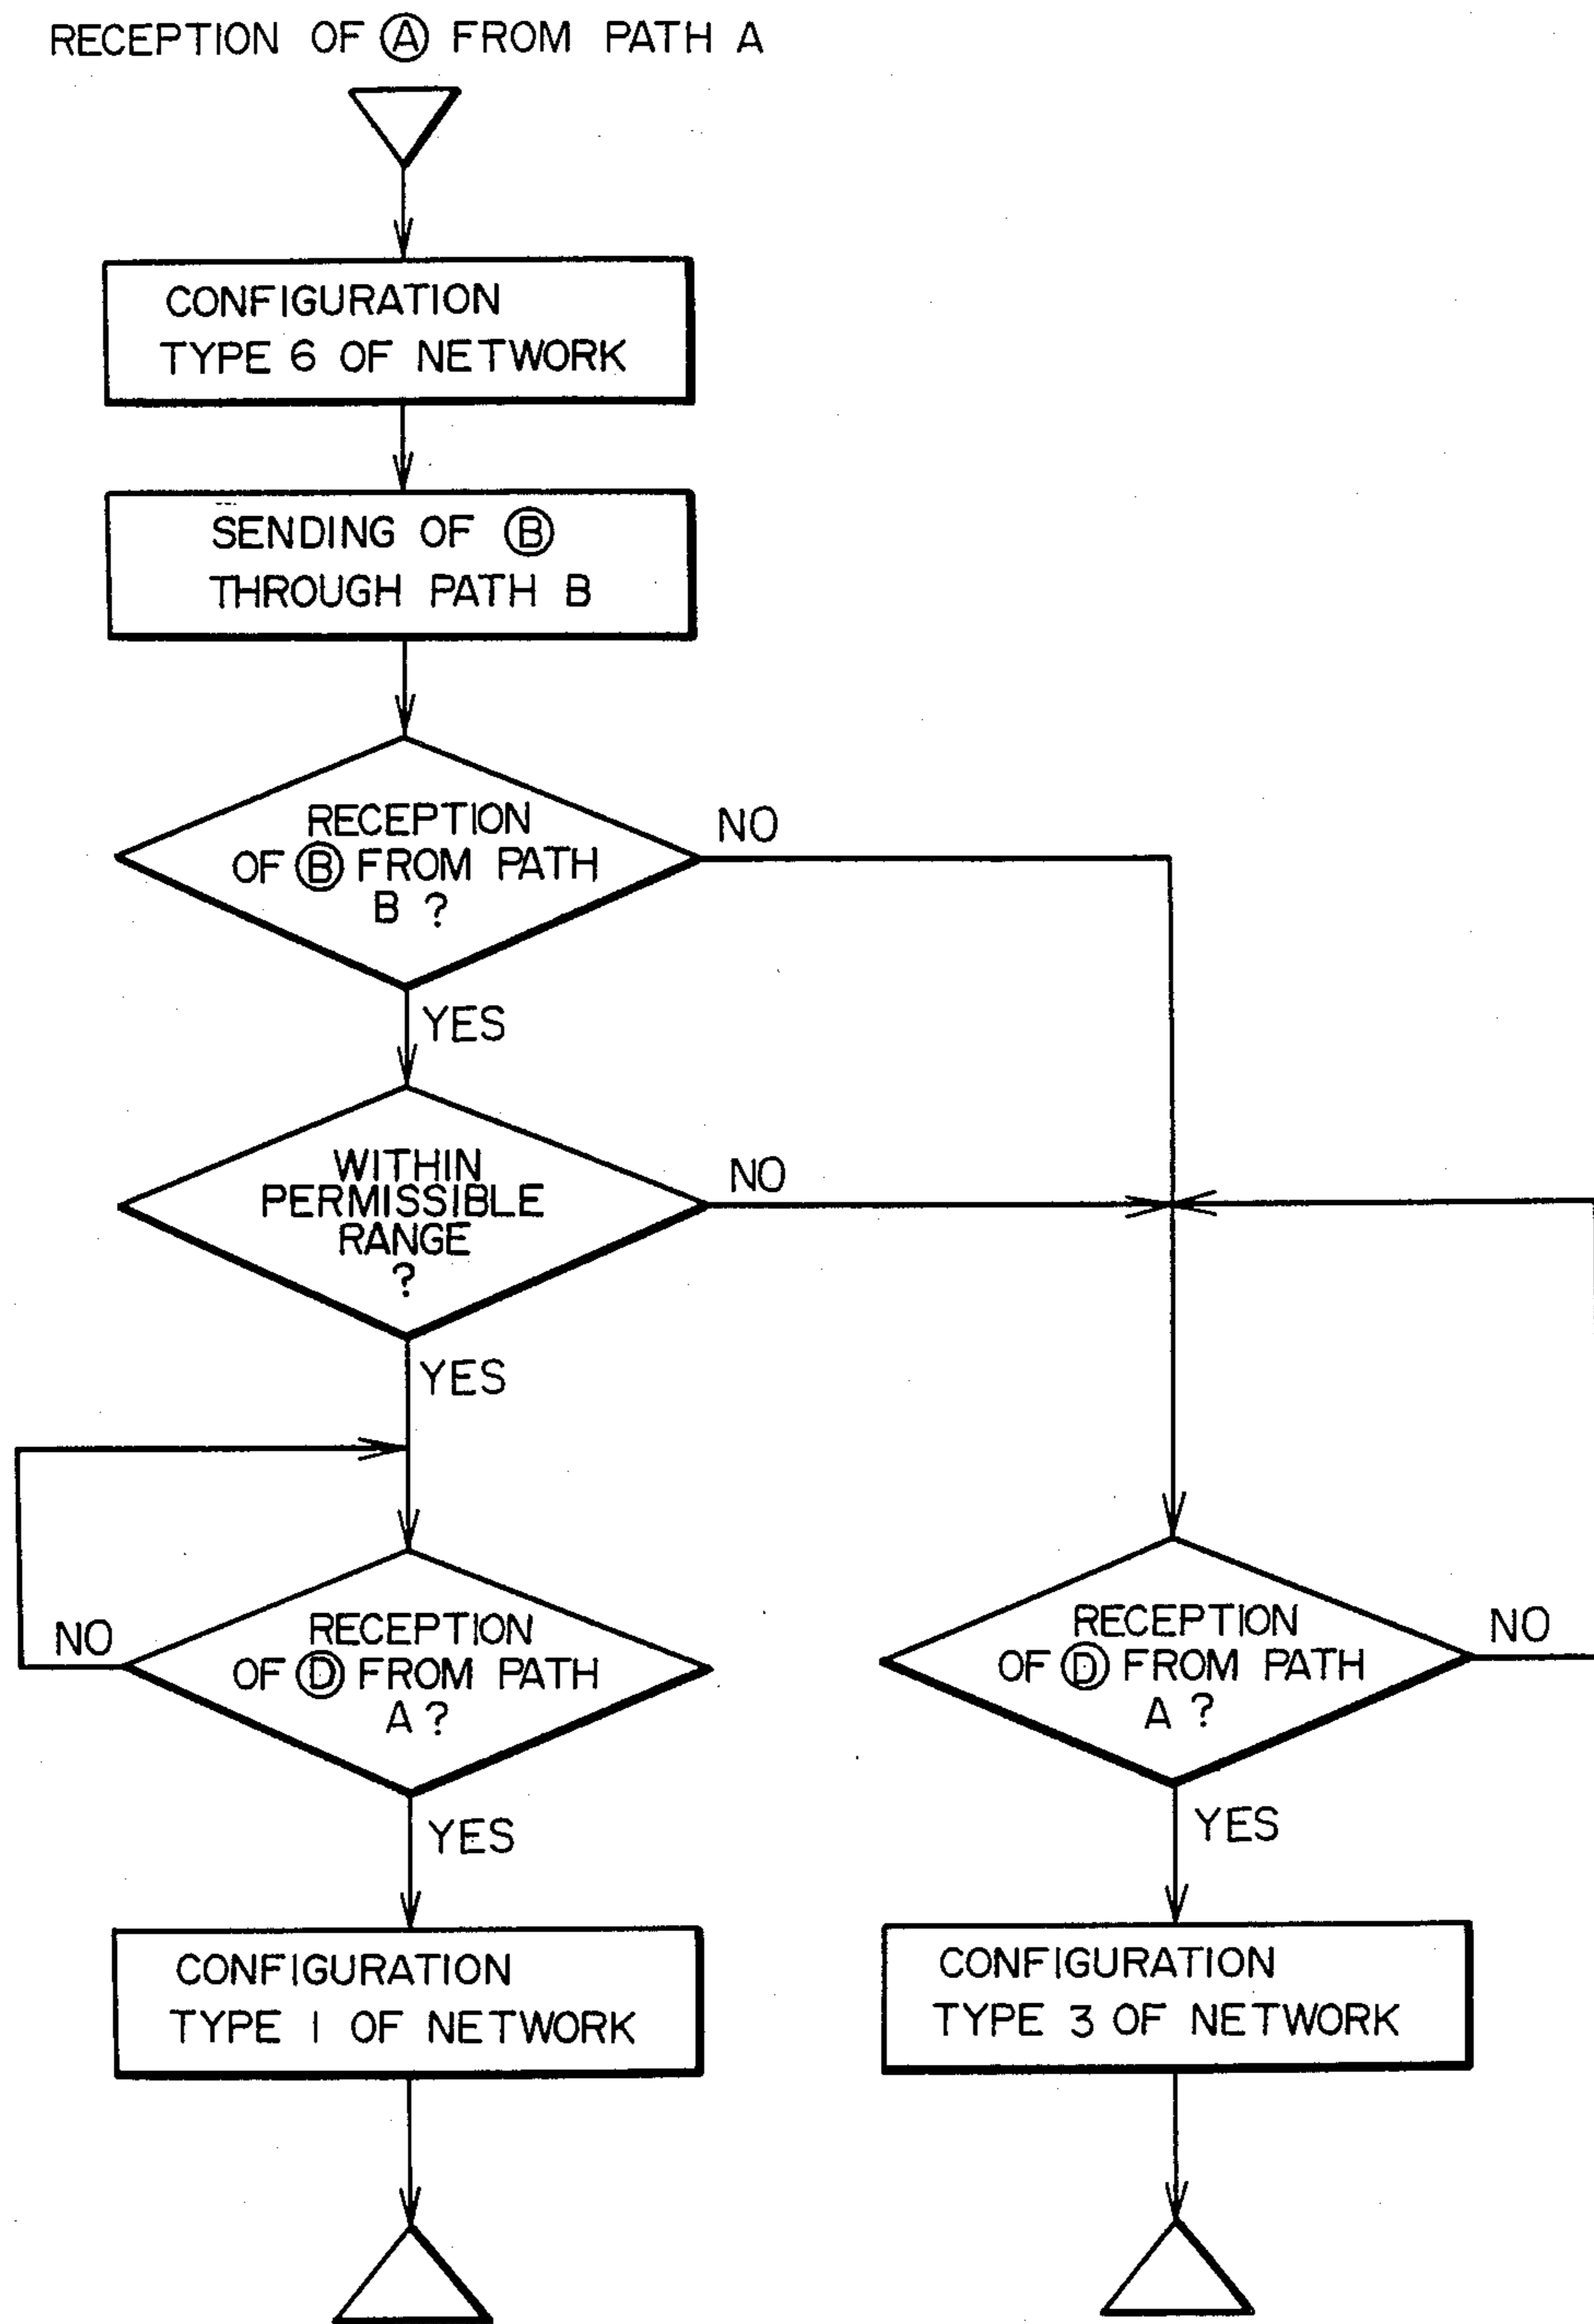 RECEPTION OF Ⓐ FROM PATH A
CONFIGURATION
TYPE 6 OF NETWORK
SENDING OF Ⓑ
THROUGH PATH B
RECEPTION
OF Ⓑ FROM PATH
B ?
NO
YES
WITHIN
PERMISSIBLE
RANGE
?
NO
YES
RECEPTION
OF Ⓓ FROM PATH
A ?
NO
YES
CONFIGURATION
TYPE 1 OF NETWORK
RECEPTION
OF Ⓓ FROM PATH
A ?
NO
YES
CONFIGURATION
TYPE 3 OF NETWORK